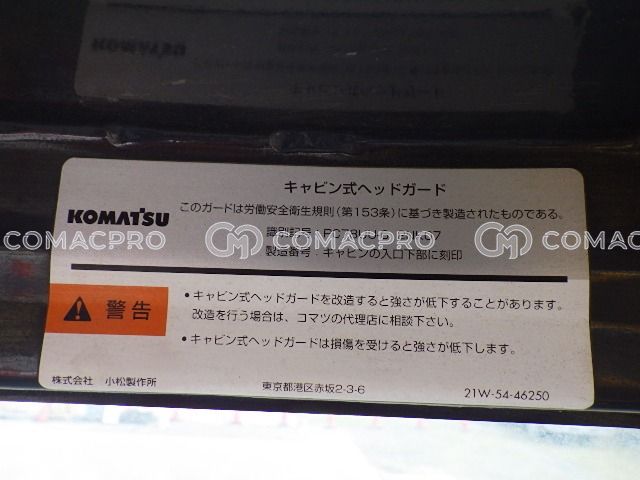 キャビン式ヘッドガード
KOMATSU
このガードは労働安全衛生規則(第153条)に基づき製造されたものである。
COMACPRO CM COMACPRO CM COMACPRO
識別記号:
製造番号:キャビンの入口下部に刻印
警告
•キャビン式ヘッドガードを改造すると強さが低下することがあります。
改造を行う場合は、コマツの代理店に相談下さい。
•キャビン式ヘッドガードは損傷を受けると強さが低下します。
株式会社 小松製作所 東京都港区赤坂2-3-6 21W-54-46250